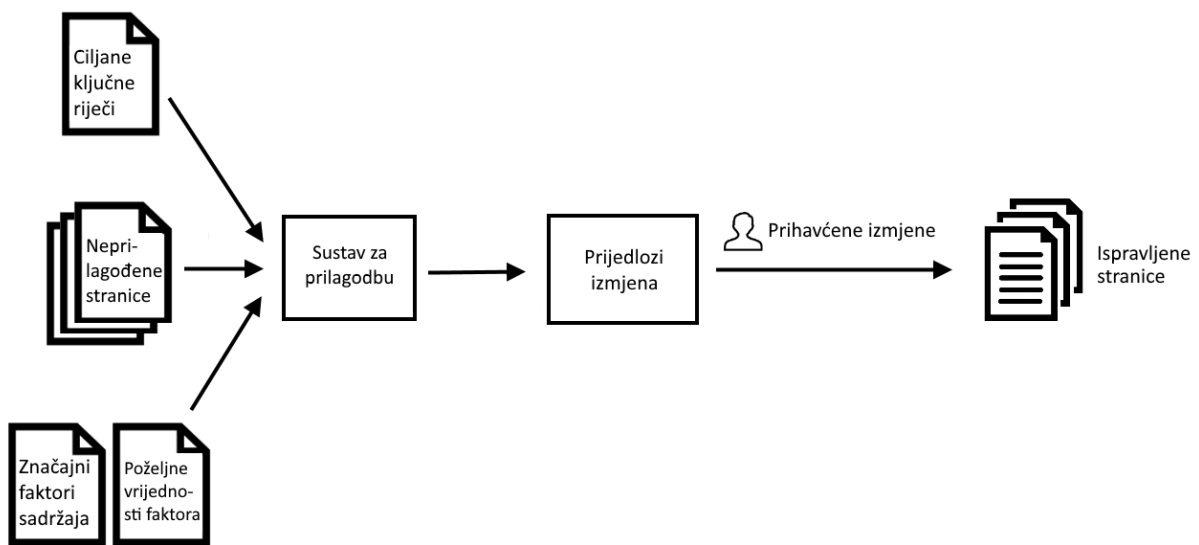 Ciljane
ključne
riječi
Nepri-
lagođene
stranice
Značajni
faktori
sadržaja
Poželjne
vrijedno-
sti faktora
Sustav za
prilagodbu
Prijedlozi
izmjena
Prihavćene izmjene
Ispravljene
stranice